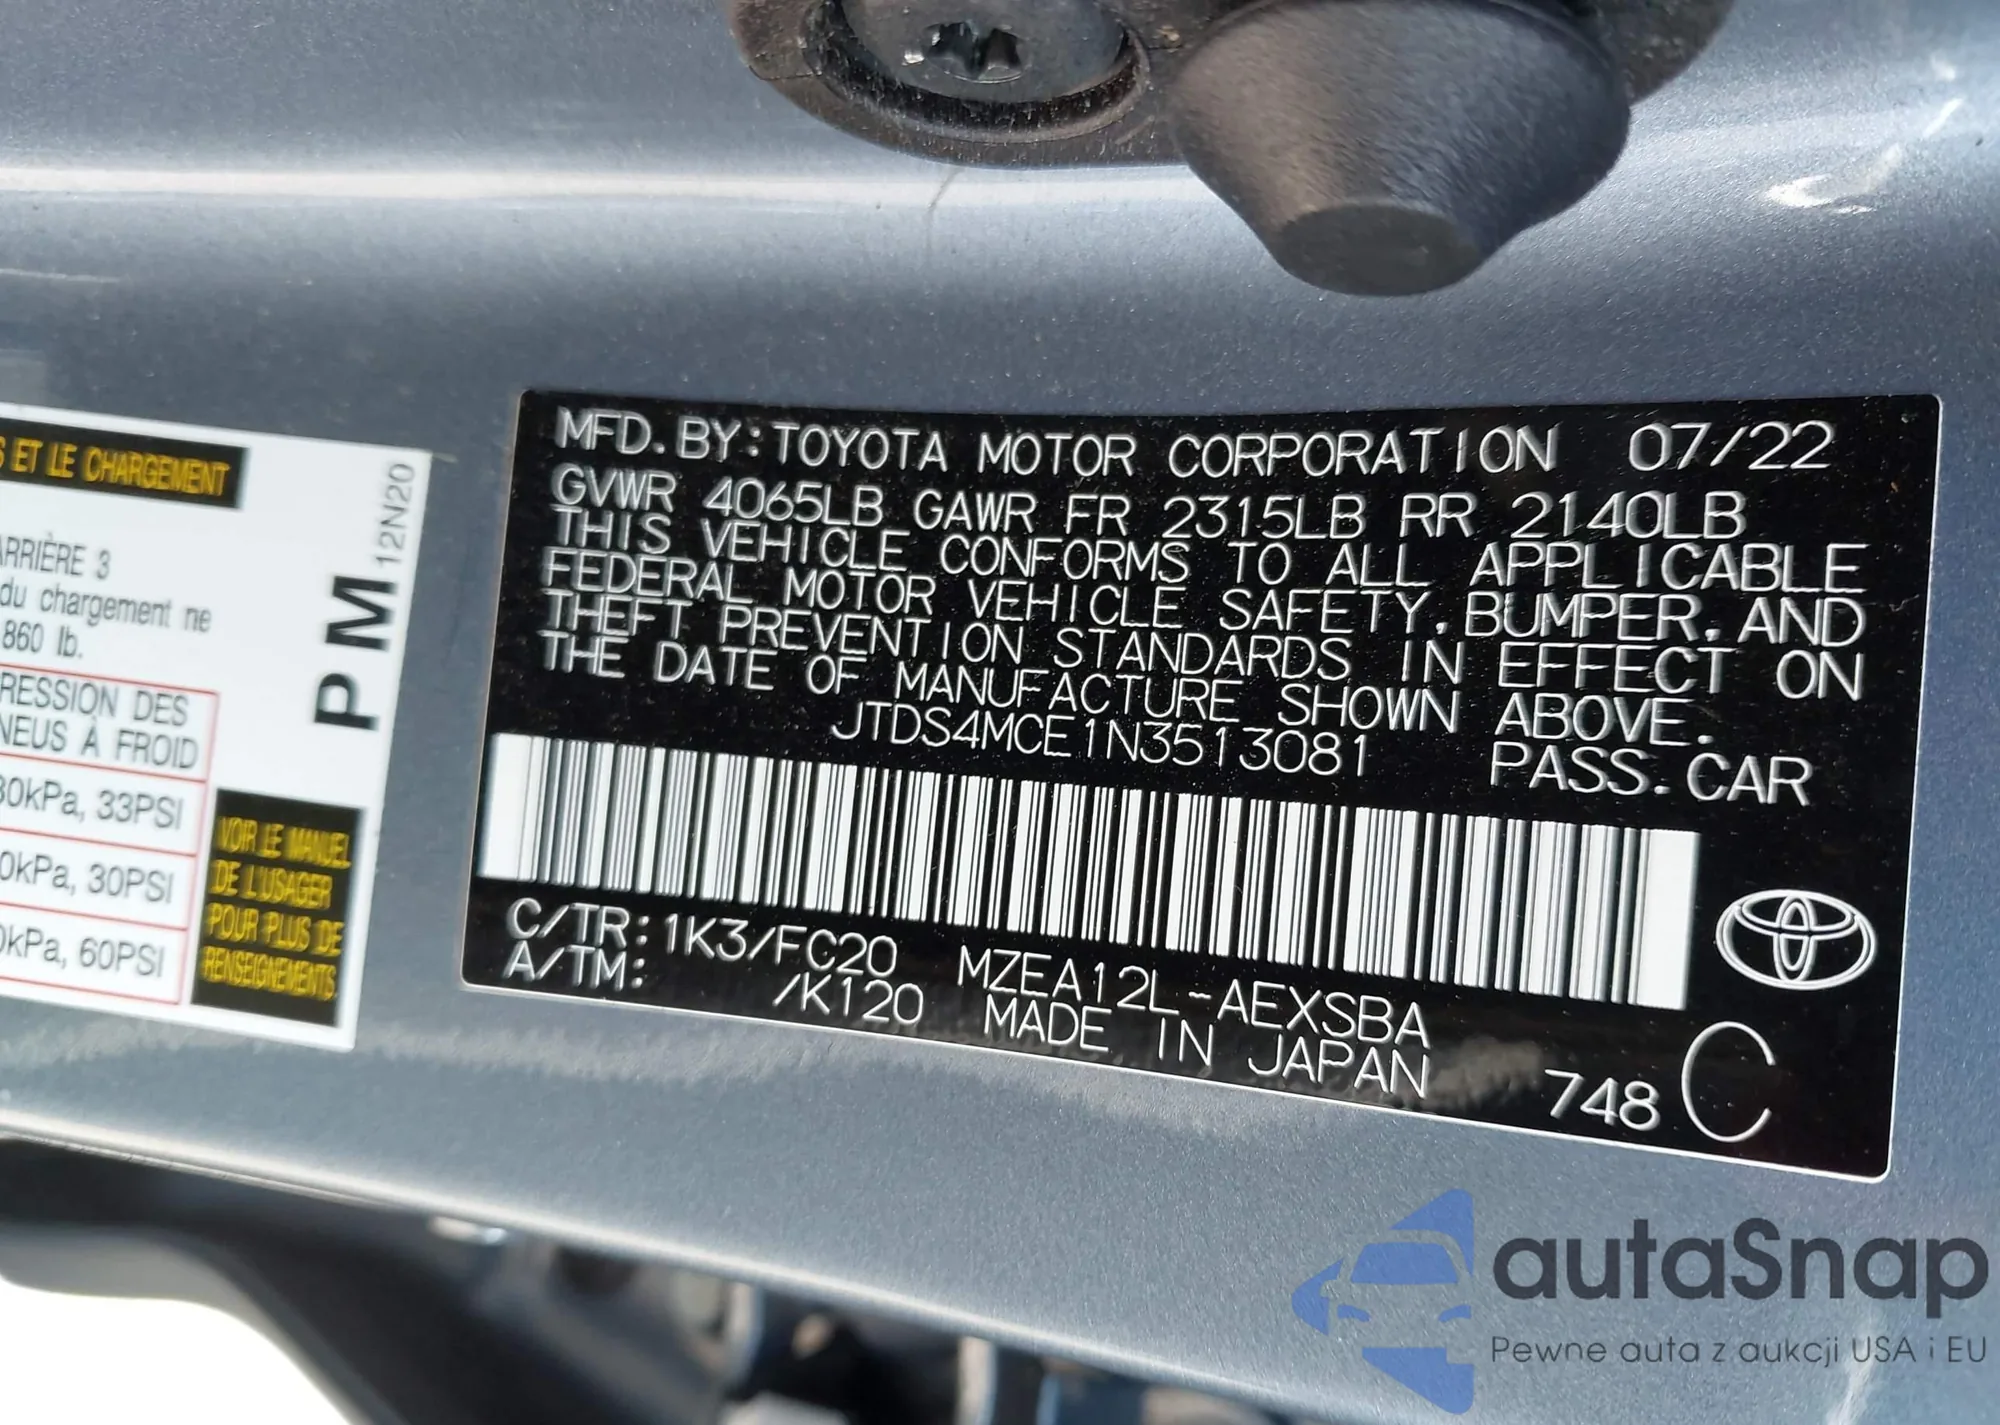 S ET LE CHARGEMENT
12N20
PM
ARRIÈRE 3
du chargement ne
860 lb.
RESSION DES
NEUS À FROID
30kPa, 33PSI
0kPa, 30PSI
0kPa, 60PSI
VOIR LE MANUEL
DE L'USAGER
POUR PLUS DE
RENSEIGNEMENTS
MFD. BY: TOYOTA MOTOR CORPORATION 07/22
GVWR 4065LB GAWR FR 2315LB RR 2140LB
THIS VEHICLE CONFORMS TO ALL APPLICABLE
FEDERAL MOTOR VEHICLE SAFETY, BUMPER, AND
THEFT PREVENTION STANDARDS IN EFFECT ON
THE DATE OF MANUFACTURE SHOWN ABOVE.
JTDS4MCE1N3513081 PASS. CAR
C/TR: 1K3/FC20 MZEA12L-AEXSBA
A/TM: /K120 MADE IN JAPAN
748 C
autaSnap
Pewne auta z aukcji USA i EU